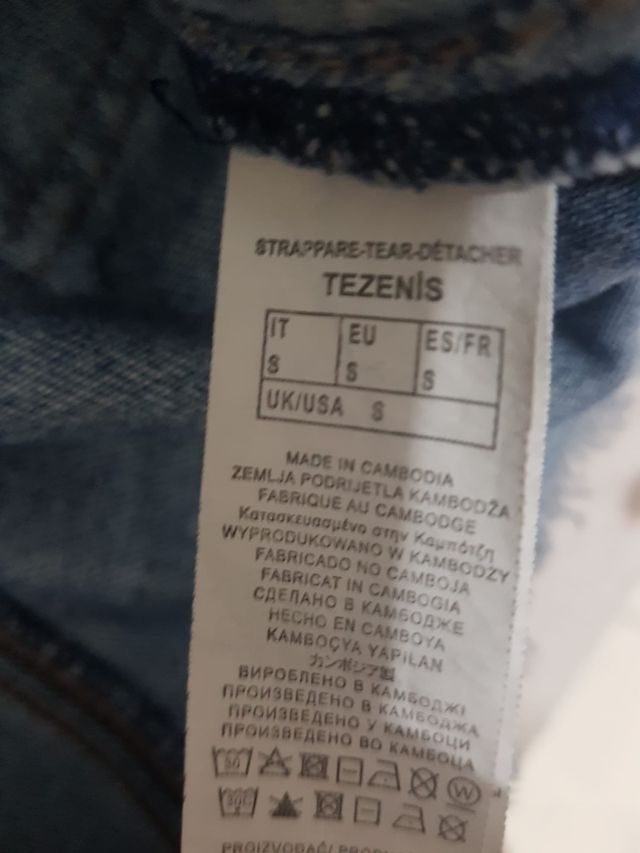 STRAPPARE-TEAR-DÉTACHER
TEZENIS
IT EU ES/FR
S S S
UK/USA S
MADE IN CAMBODIA
ZEMLJA PODRIJETLA KAMBODŽA
FABRIQUE AU CAMBODGE
Κατασκευασμένο στην Καμπότζη
WYPRODUKOWANO W KAMBODZY
FABRICADO NO CAMBOJA
FABRICAT IN CAMBOGIA
СДЕЛАНО В КАМБОДЖЕ
HECHO EN CAMBOYA
KAMBOÇYA YAPILAN
カンボジア製
ВИРОБЛЕНО В КАМБОДЖІ
ПРОИЗВЕДЕНО В КАМБОДЖА
ПРОИЗВЕДЕНО У КАМБОЏИ
ПРОИЗВЕДЕНО ВО КАМБОЏА
W
30C